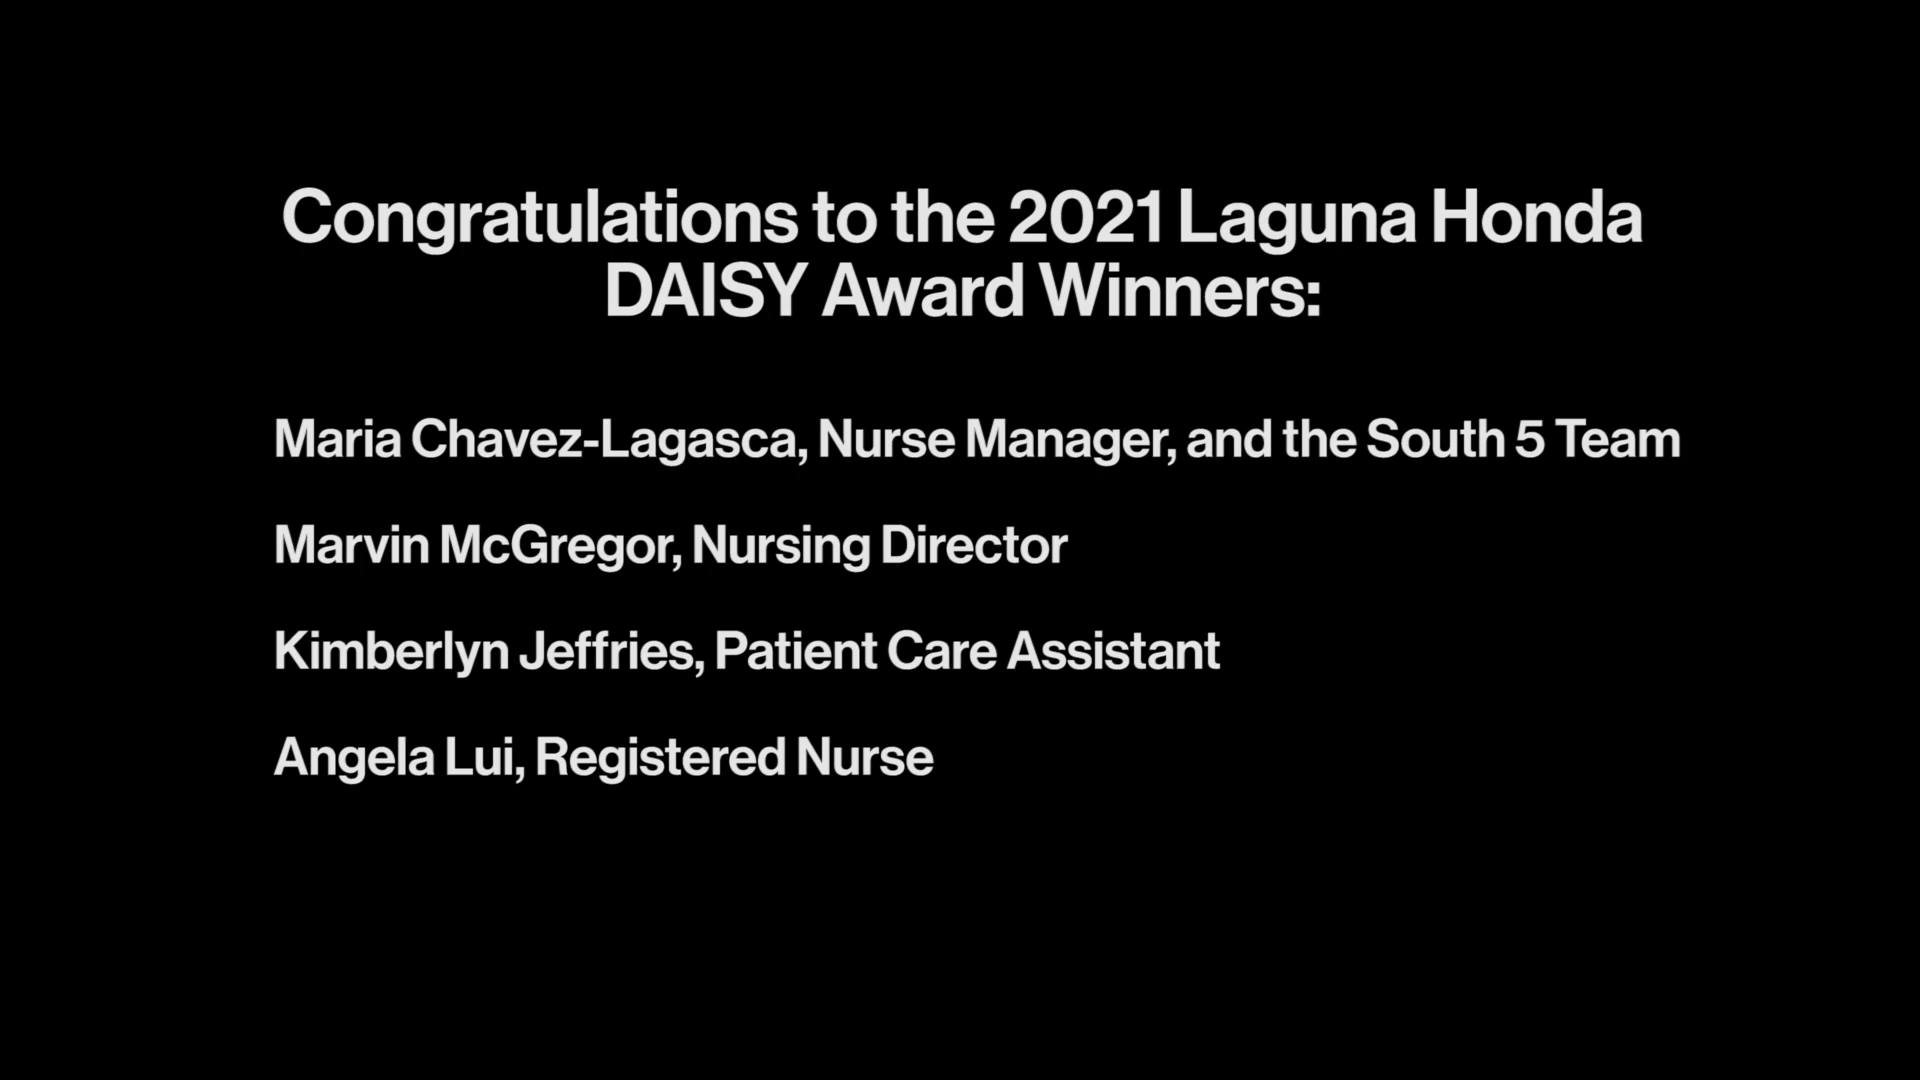 Congratulations to the 2021 Laguna Honda
DAISY Award Winners:
Maria Chavez-Lagasca, Nurse Manager, and the South 5 Team
Marvin McGregor, Nursing Director
Kimberlyn Jeffries, Patient Care Assistant
Angela Lui, Registered Nurse